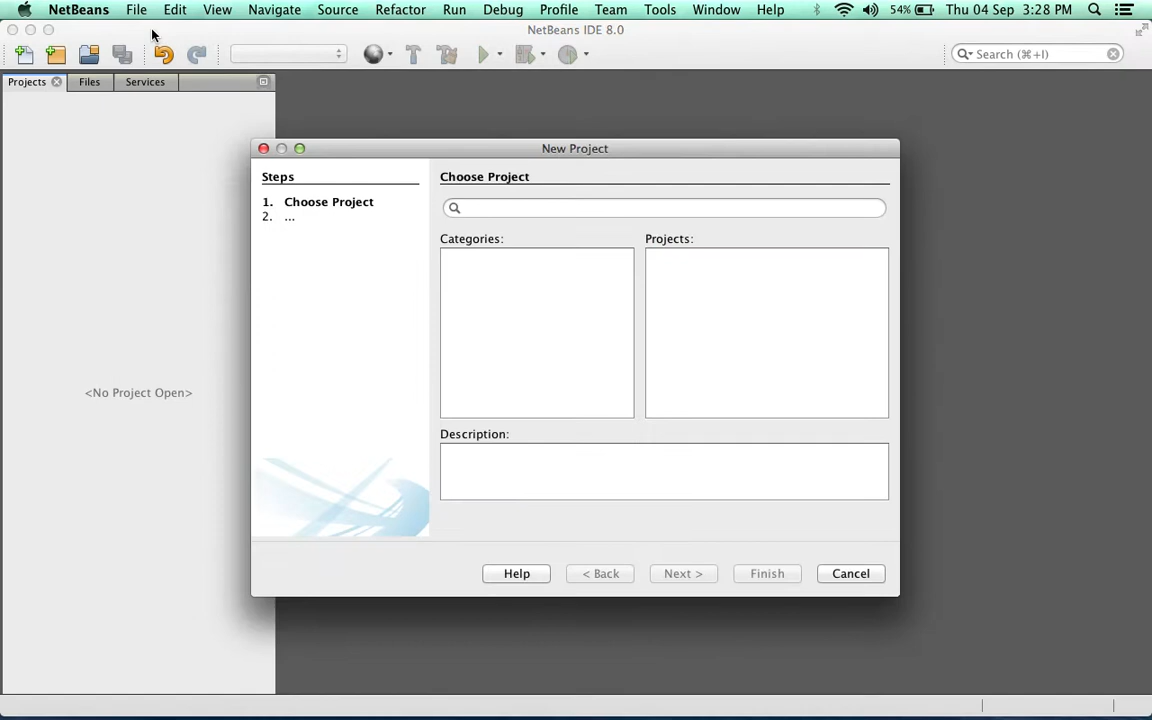 NetBeans File Edit View Navigate Source Refactor Run Debug Profile Team Tools Window Help 54% Thu 04 Sep 3:28 PM
NetBeans IDE 8.0
Search (⌘+I)
Projects Files Services
<No Project Open>
New Project
Steps
1. Choose Project
2. ...
Choose Project
Categories:
Projects:
Description:
Help < Back Next > Finish Cancel